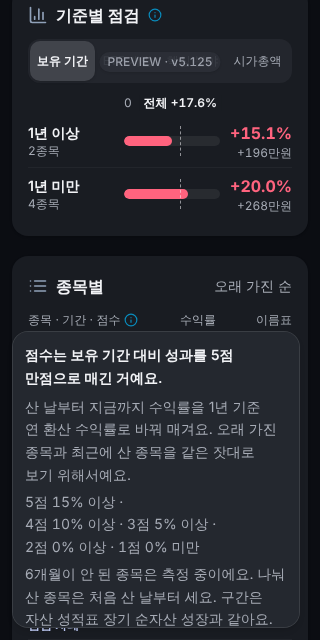 기준별 점검
보유 기간 PREVIEW · v5.125 시가총액
0 전체 +17.6%
1년 이상 +15.1%
2종목 +196만원
1년 미만 +20.0%
4종목 +268만원
종목별 오래 가진 순
종목 · 기간 · 점수 수익률 이름표
점수는 보유 기간 대비 성과를 5점
만점으로 매긴 거예요.
산 날부터 지금까지 수익률을 1년 기준
연 환산 수익률로 바꿔 매겨요. 오래 가진
종목과 최근에 산 종목을 같은 잣대로
보기 위해서예요.
5점 15% 이상 ·
4점 10% 이상 · 3점 5% 이상 ·
2점 0% 이상 · 1점 0% 미만
6개월이 안 된 종목은 측정 중이에요. 나눠
산 종목은 처음 산 날부터 세요. 구간은
자산 성적표 장기 순자산 성장과 같아요.